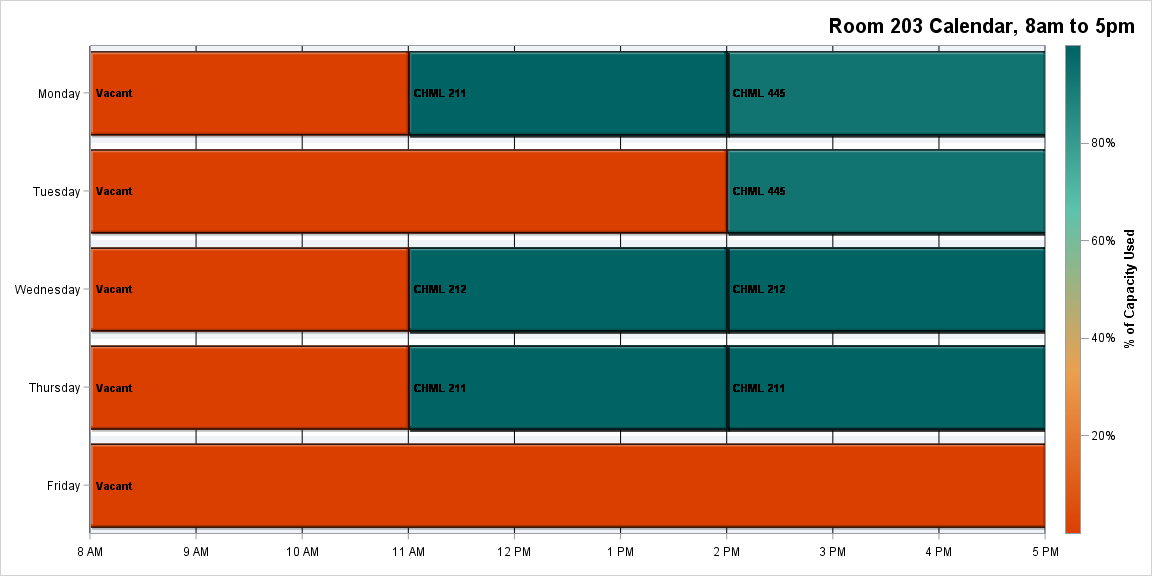 Room 203 Calendar, 8am to 5pm
Monday
Vacant
CHML 211
CHML 445
Tuesday
Vacant
CHML 445
Wednesday
Vacant
CHML 212
CHML 212
Thursday
Vacant
CHML 211
CHML 211
Friday
Vacant
8 AM
9 AM
10 AM
11 AM
12 PM
1 PM
2 PM
3 PM
4 PM
5 PM
80%
60%
40%
20%
% of Capacity Used